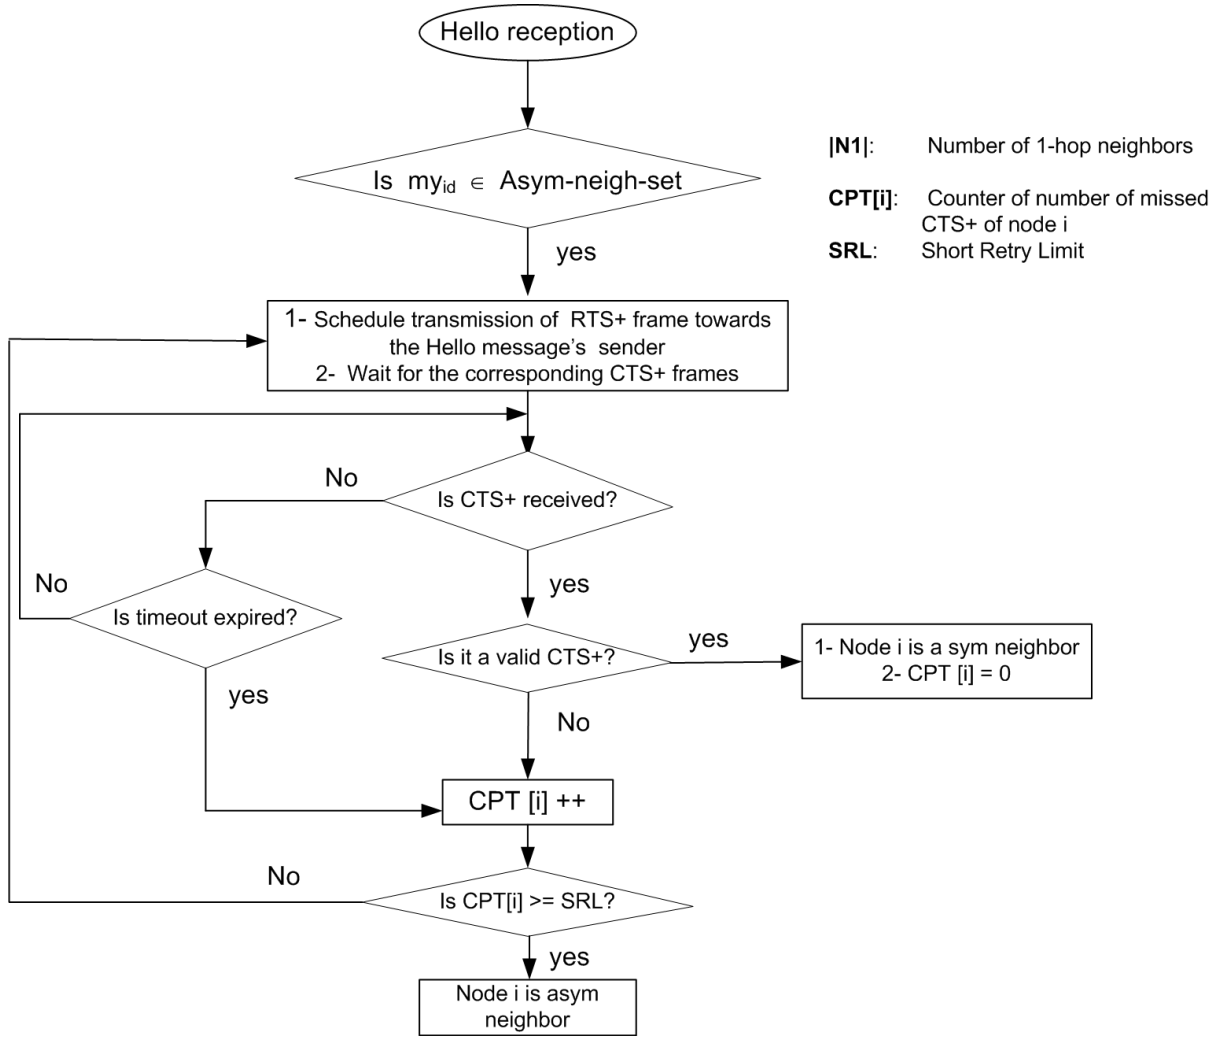 Hello reception
Is my_id ∈ Asym-neigh-set
|N1|: Number of 1-hop neighbors
CPT[i]: Counter of number of missed
CTS+ of node i
SRL: Short Retry Limit
yes
1- Schedule transmission of RTS+ frame towards
the Hello message's sender
2- Wait for the corresponding CTS+ frames
No
Is CTS+ received?
No
Is timeout expired?
yes
Is it a valid CTS+?
yes
1- Node i is a sym neighbor
2- CPT [i] = 0
yes
No
CPT [i] ++
No
Is CPT[i] >= SRL?
yes
Node i is asym
neighbor